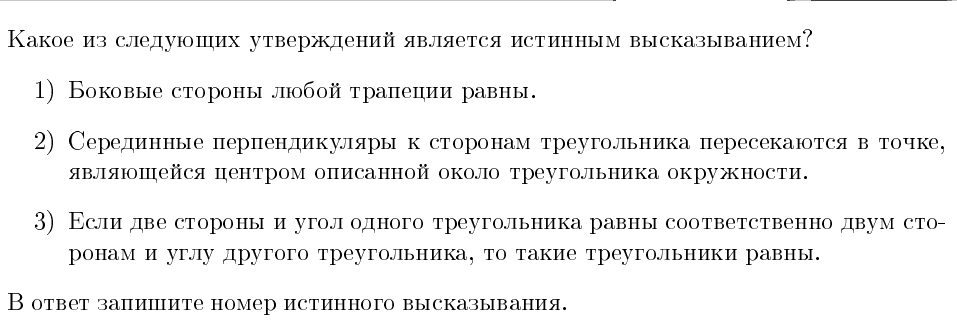 Какое из следующих утверждений является истинным высказыванием?
1) Боковые стороны любой трапеции равны.
2) Серединные перпендикуляры к сторонам треугольника пересекаются в точке,
являющейся центром описанной около треугольника окружности.
3) Если две стороны и угол одного треугольника равны соответственно двум сто-
ронам и углу другого треугольника, то такие треугольники равны.
В ответ запишите номер истинного высказывания.